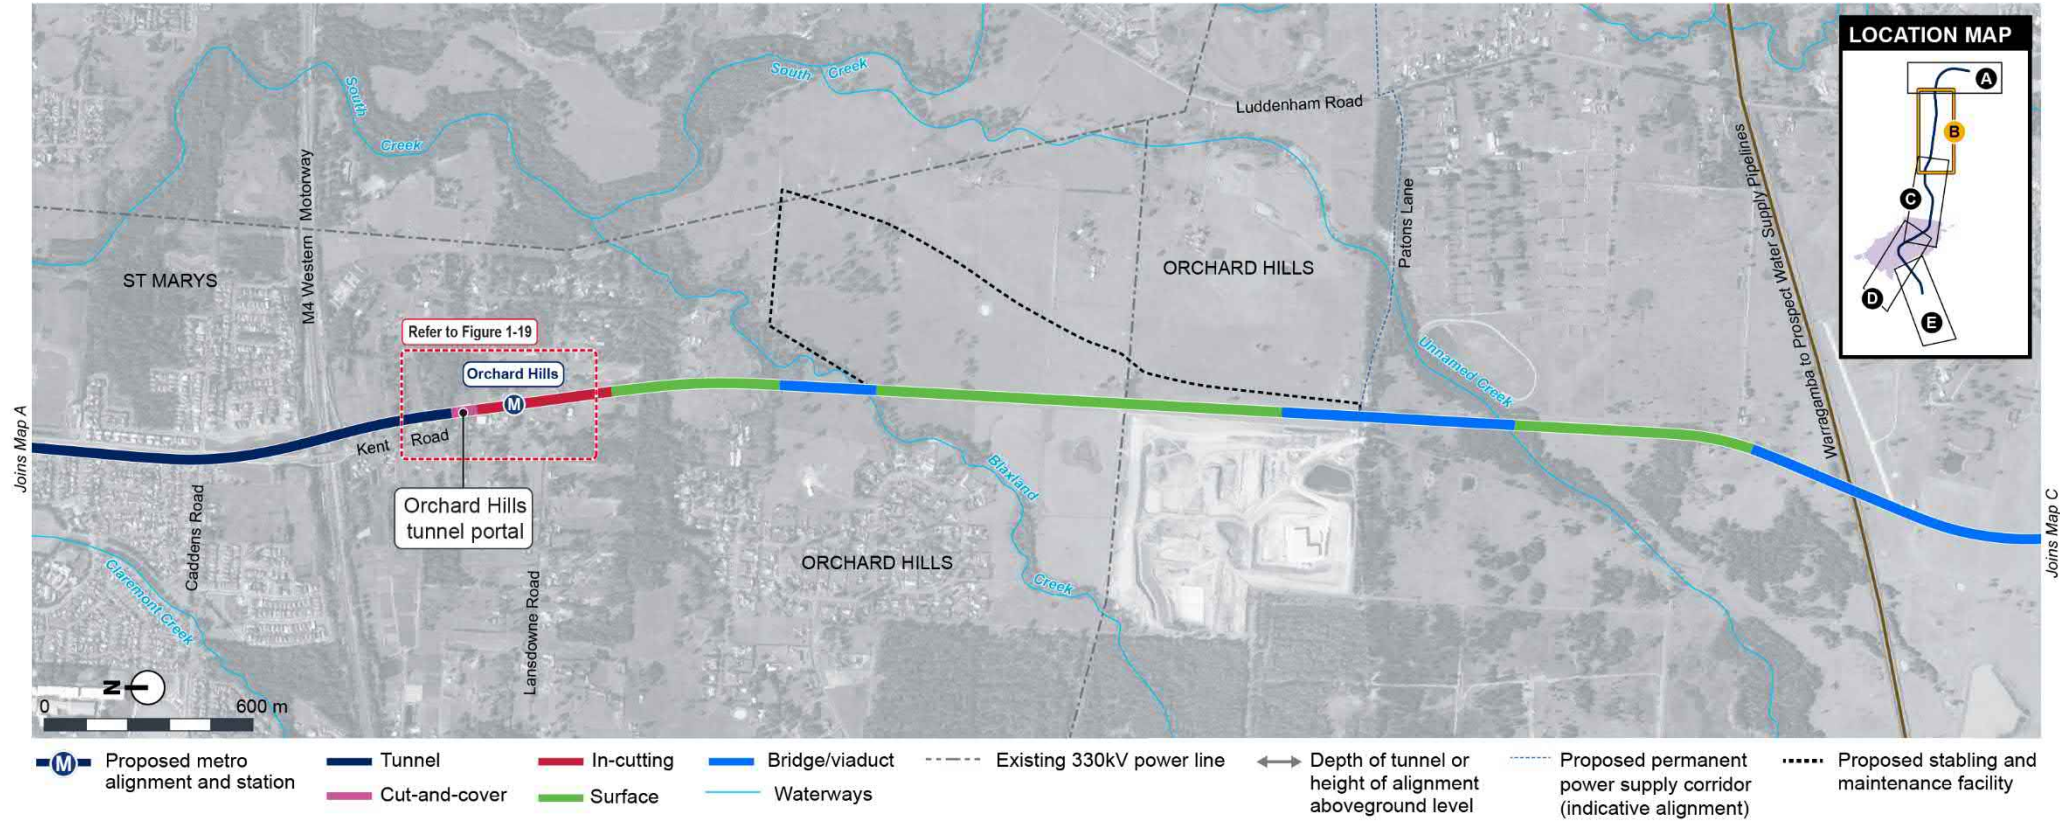 LOCATION MAP
A
B
C
D
E
South
Creek
South
Creek
Luddenham Road
M4 Western Motorway
Patons Lane
Warragamba to Prospect Water Supply Pipelines
ST MARYS
ORCHARD HILLS
Refer to Figure 1-19
Orchard Hills
M
Unnamed Creek
Joins Map A
Kent Road
Orchard Hills
tunnel portal
Caddens Road
Lansdowne Road
Claremont Creek
Blaxland
Creek
ORCHARD HILLS
Joins Map C
N
0 600 m
M
Proposed metro
alignment and station
Tunnel
Cut-and-cover
In-cutting
Surface
Bridge/viaduct
Waterways
Existing 330kV power line
Depth of tunnel or
height of alignment
aboveground level
Proposed permanent
power supply corridor
(indicative alignment)
Proposed stabling and
maintenance facility